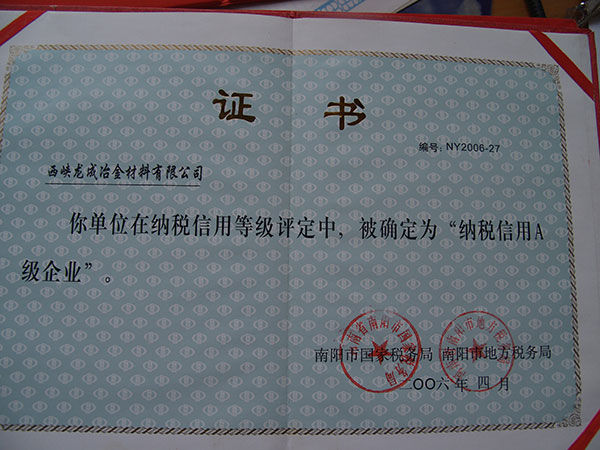 证 书
编号: NY2006-27
西峡龙成冶金材料有限公司
你单位在纳税信用等级评定中，被确定为“纳税信用A
级企业”。
南阳市国家税务局 南阳市地方税务局
二〇〇六年四月